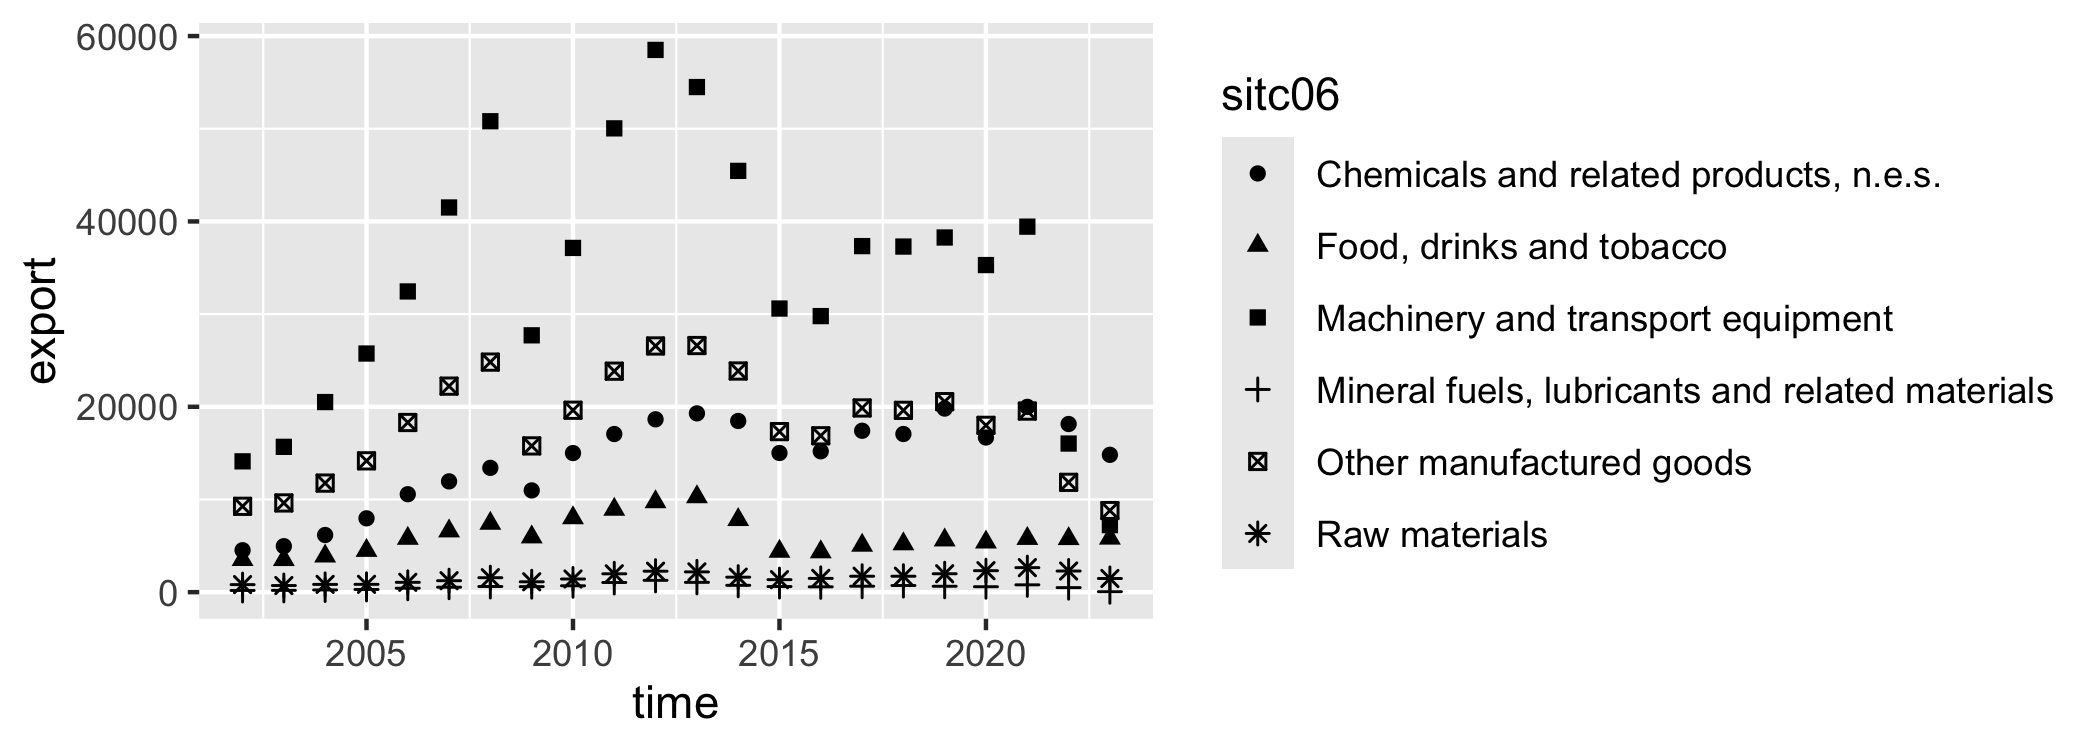 60000
40000
20000
0
export
2005 2010 2015 2020
time
sitc06
Chemicals and related products, n.e.s.
Food, drinks and tobacco
Machinery and transport equipment
Mineral fuels, lubricants and related materials
Other manufactured goods
Raw materials